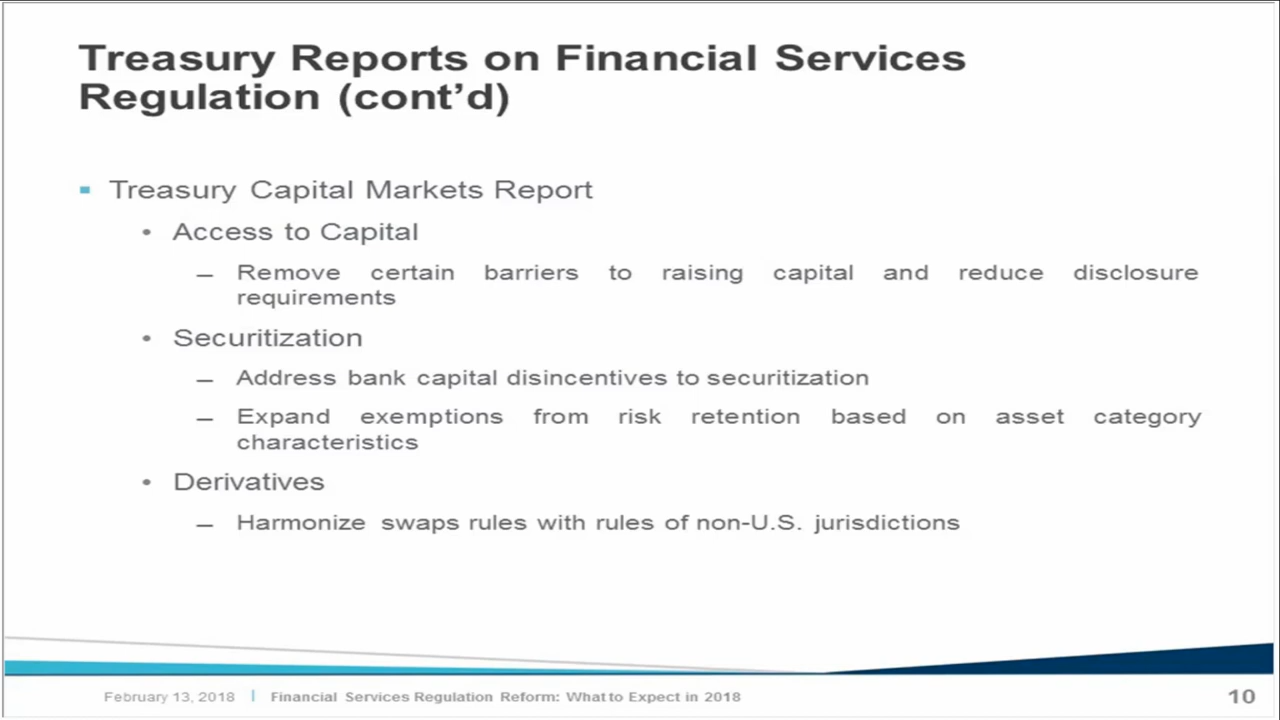 Treasury Reports on Financial Services
Regulation (cont’d)
▪ Treasury Capital Markets Report
• Access to Capital
– Remove certain barriers to raising capital and reduce disclosure
requirements
• Securitization
– Address bank capital disincentives to securitization
– Expand exemptions from risk retention based on asset category
characteristics
• Derivatives
– Harmonize swaps rules with rules of non-U.S. jurisdictions
February 13, 2018 | Financial Services Regulation Reform: What to Expect in 2018 10